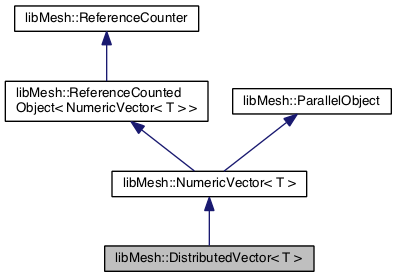 libMesh::ReferenceCounter
libMesh::ReferenceCounted
Object< NumericVector< T > >
libMesh::ParallelObject
libMesh::NumericVector< T >
libMesh::DistributedVector< T >